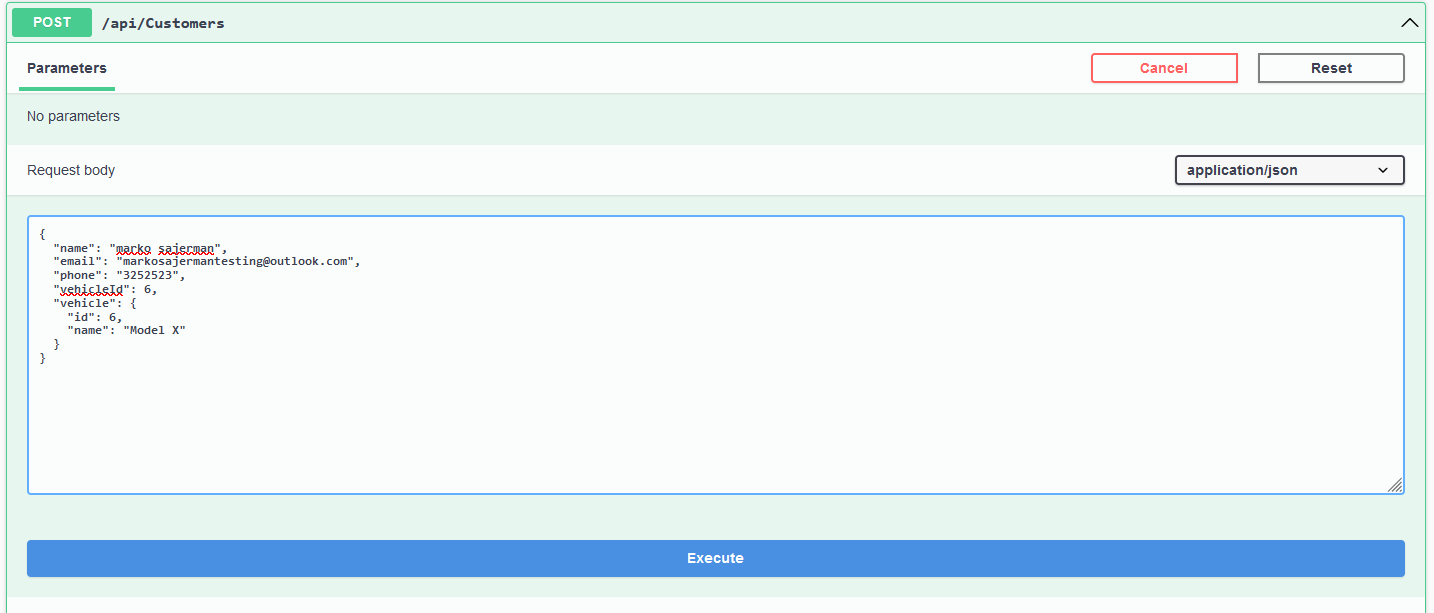 POST /api/Customers
Parameters Cancel Reset
No parameters
Request body application/json
{
"name": "marko sajerman",
"email": "markosajermantesting@outlook.com",
"phone": "3252523",
"vehicleId": 6,
"vehicle": {
"id": 6,
"name": "Model X"
}
}
Execute